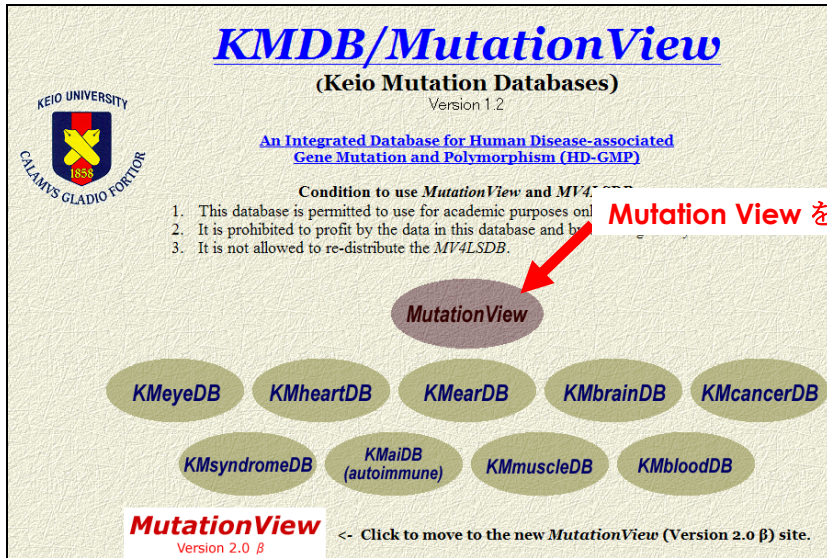 KMDB/MutationView
(Keio Mutation Databases)
Version 1.2
KEIO UNIVERSITY
1858
CALAMVS GLADIO FORTIOR
An Integrated Database for Human Disease-associated
Gene Mutation and Polymorphism (HD-GMP)
Condition to use MutationView and
1. This database is permitted to use for academic purposes
2. It is prohibited to profit by the data in this database and
3. It is not allowed to re-distribute the MV4LSDB.
Mutation View を
MutationView
KMeyeDB KMheartDB KMearDB KMbrainDB KMcancerDB
KMsyndromeDB KMaiDB (autoimmune) KMmuscleDB KMbloodDB
MutationView
Version 2.0 β
<- Click to move to the new MutationView (Version 2.0 β) site.